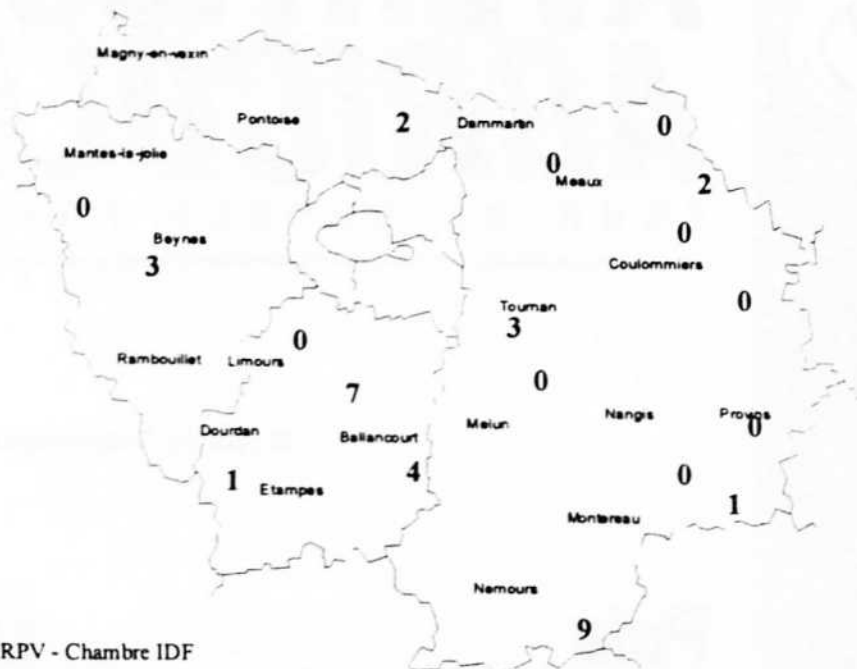 Magny-en-vexin
Pontoise
2
Dammartin
0
Mantes-la-jolie
0
Meaux
2
0
0
Beynes
3
Coulommiers
0
Tournan
3
0
Rambouillet
Limours
7
0
Dourdan
Ballancourt
Melun
Nangis
Provins
0
1
Etampes
4
0
1
Montereau
Nemours
9
RPV - Chambre IDF